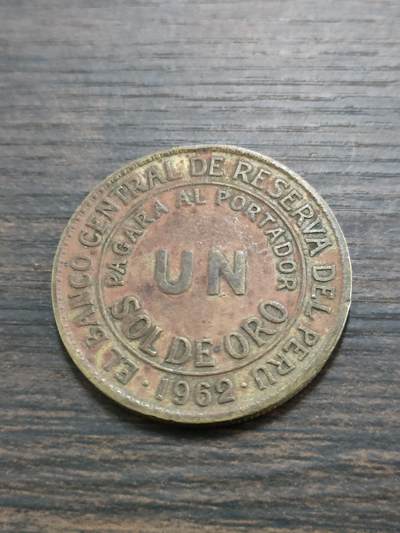 EL BANCO CENTRAL DE RESERVA DEL PERU
PAGARA AL PORTADOR
UN
SOL DE ORO
· 1962 ·